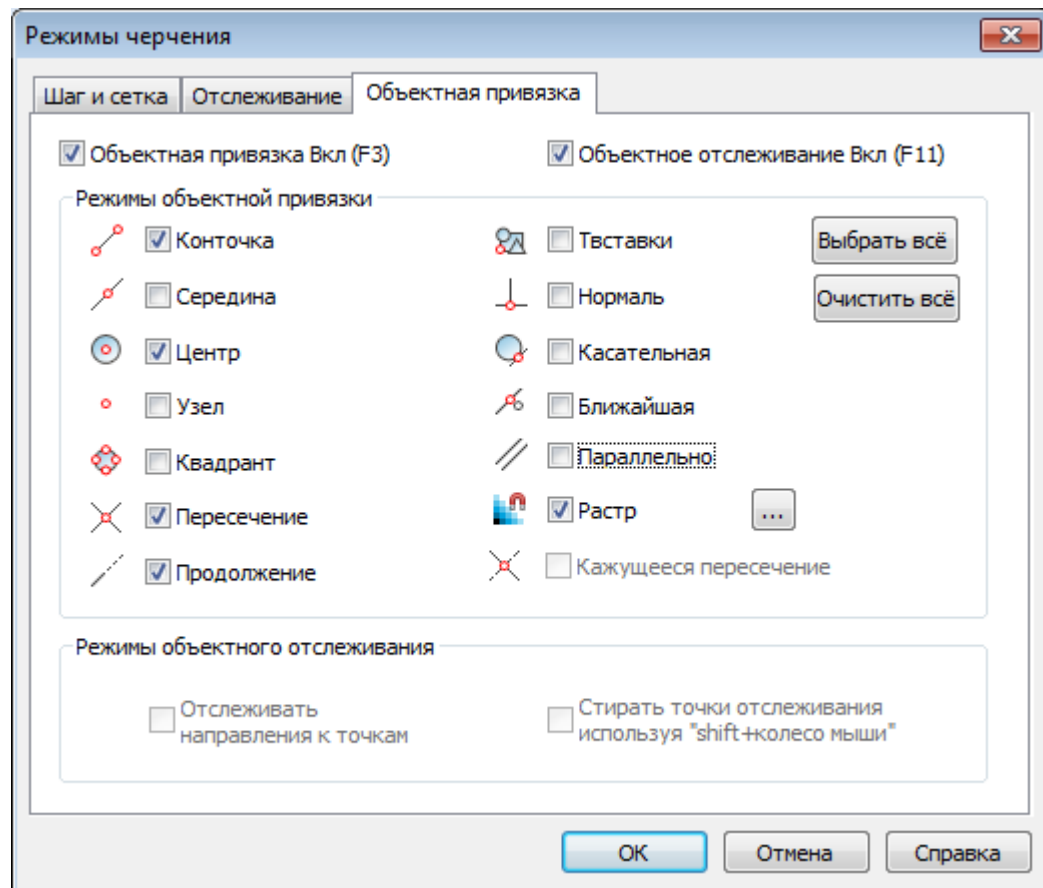 Режимы черчения
Шаг и сетка Отслеживание Объектная привязка
Объектная привязка Вкл (F3) Объектное отслеживание Вкл (F11)
Режимы объектной привязки
Конточка Твставки Выбрать всё
Середина Нормаль Очистить всё
Центр Касательная
Узел Ближайшая
Квадрант Параллельно
Пересечение Растр ...
Продолжение Кажущееся пересечение
Режимы объектного отслеживания
Отслеживать
направления к точкам
Стирать точки отслеживания
используя "shift+колесо мыши"
ОК Отмена Справка